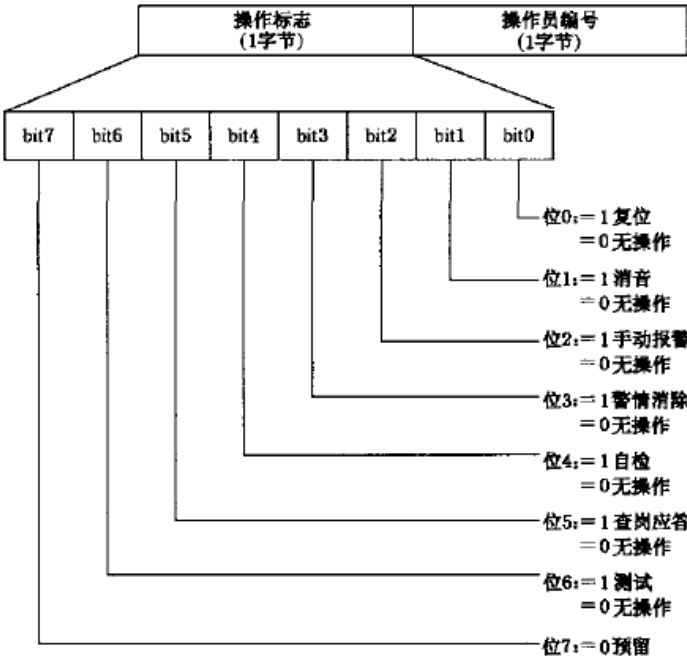 操作标志
(1字节)
操作员编号
(1字节)
bit7 bit6 bit5 bit4 bit3 bit2 bit1 bit0
位0:=1复位
=0无操作
位1:=1消音
=0无操作
位2:=1手动报警
=0无操作
位3:=1警情消除
=0无操作
位4:=1自检
=0无操作
位5:=1查岗应答
=0无操作
位6:=1测试
=0无操作
位7:=0预留